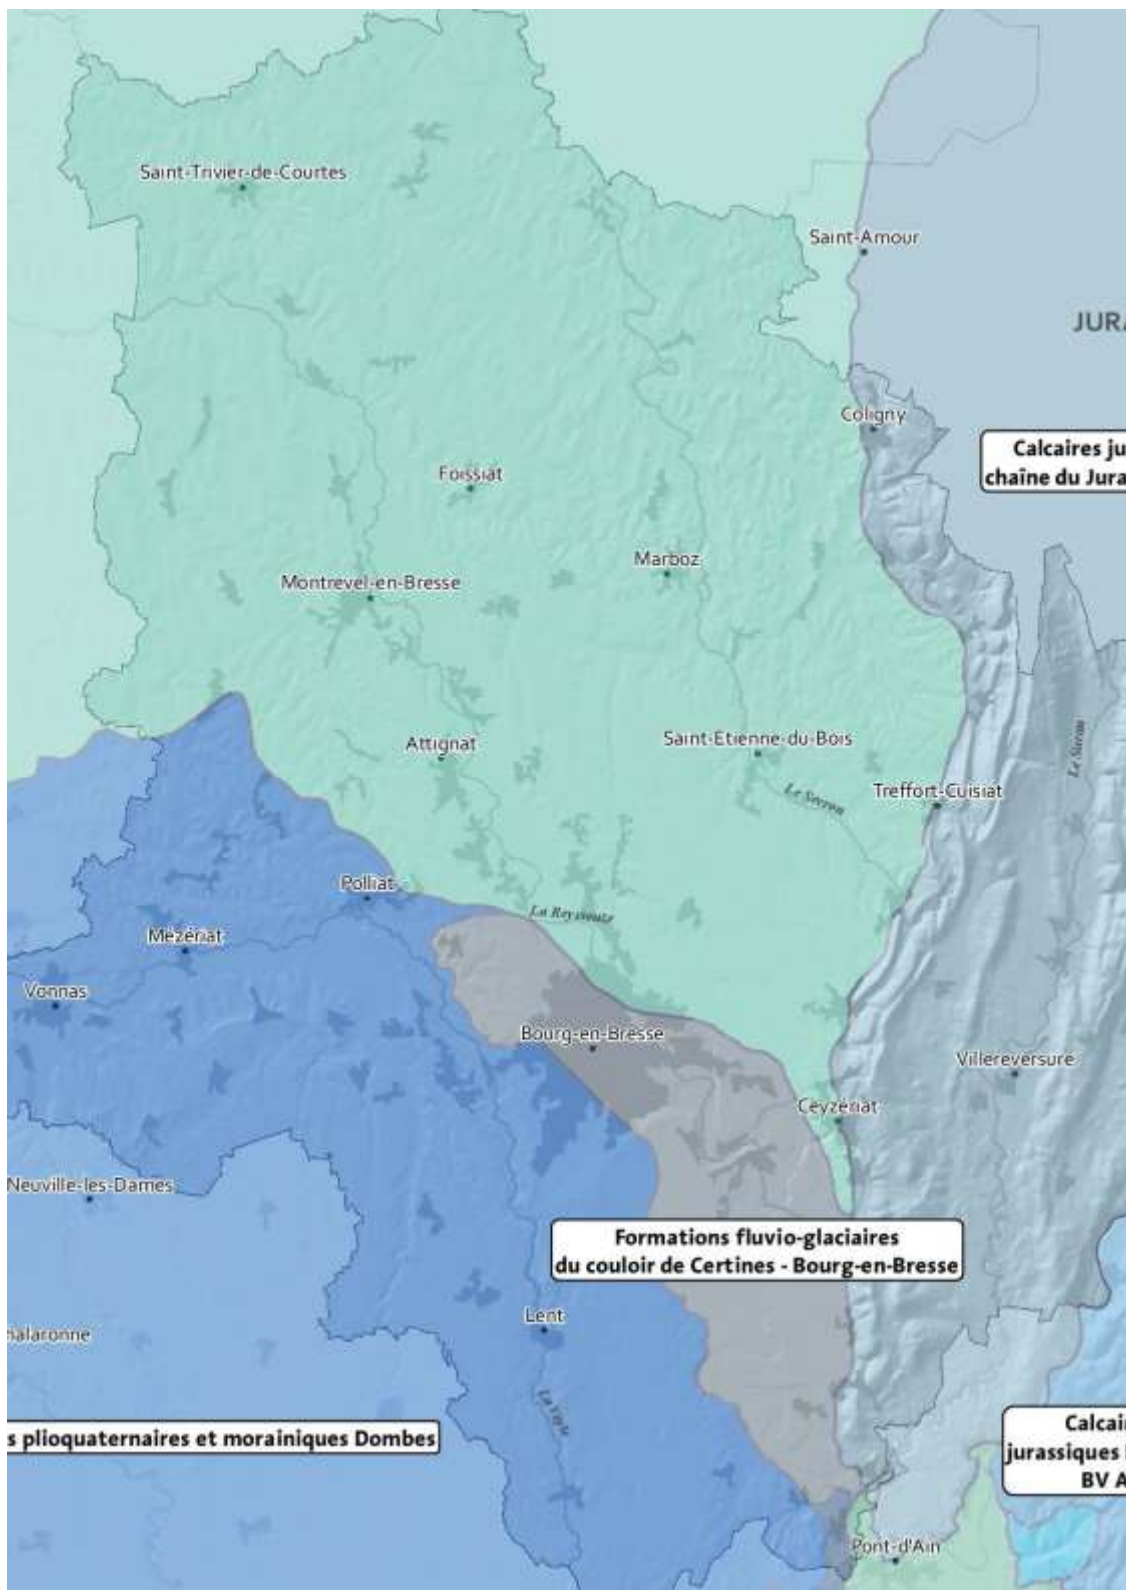 Saint-Trivier-de-Courtes
Saint-Amour
JURA
Coligny
Calcaires ju
chaîne du Jura
Foissiat
Marboz
Montrevel-en-Bresse
Attignat
Saint-Etienne-du-Bois
Le Suran
Le Sevron
Treffort-Cuisiat
Polliat
La Reyssouze
Mézériat
Vonnas
Bourg-en-Bresse
Villereversure
Ceyzériat
Neuville-les-Dames
Formations fluvio-glaciaires
du couloir de Certines - Bourg-en-Bresse
Lent
halaronne
La Veyle
s plioquaternaires et morainiques Dombes
Calcair
jurassiques
BV A
Pont-d'Ain